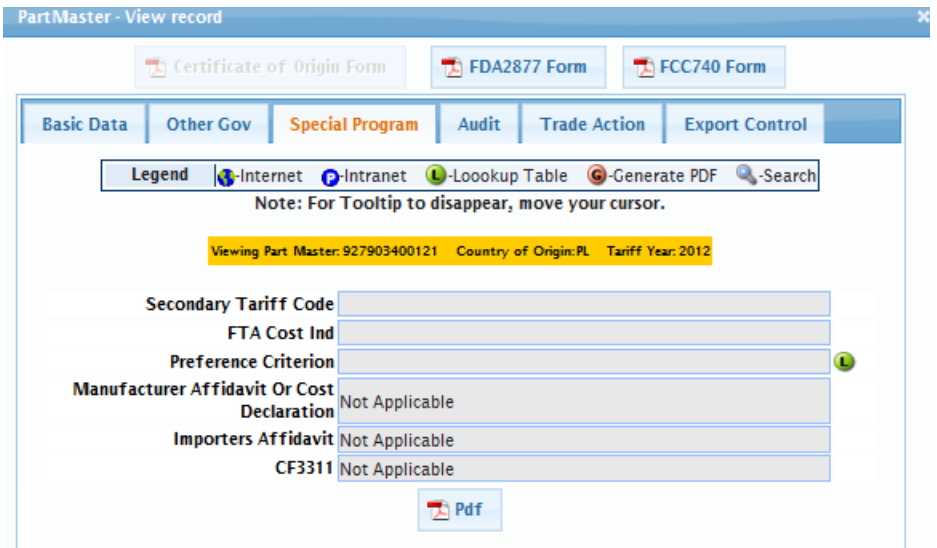 PartMaster - View record
Certificate of Origin Form FDA2877 Form FCC740 Form
Basic Data Other Gov Special Program Audit Trade Action Export Control
Legend -Internet P-Intranet L-Loookup Table G-Generate PDF -Search
Note: For Tooltip to disappear, move your cursor.
Viewing Part Master: 927903400121 Country of Origin:PL Tariff Year: 2012
Secondary Tariff Code
FTA Cost Ind
Preference Criterion L
Manufacturer Affidavit Or Cost
Declaration Not Applicable
Importers Affidavit Not Applicable
CF3311 Not Applicable
Pdf